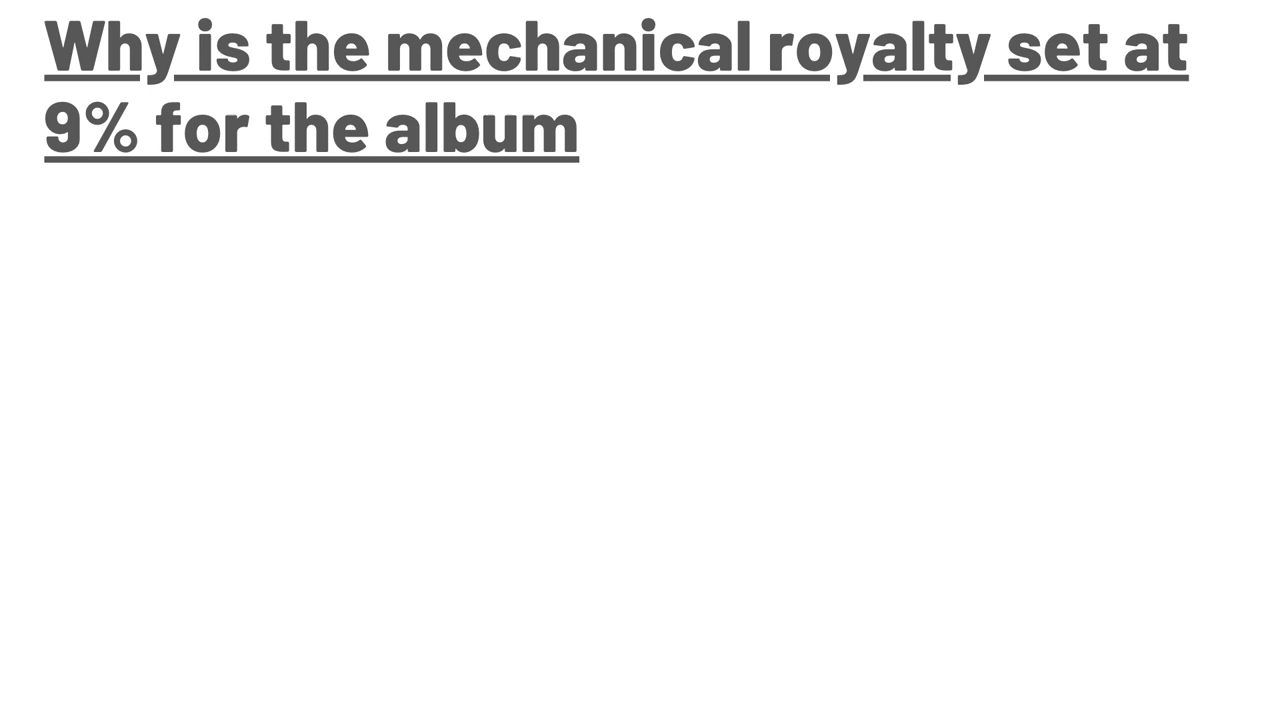 Why is the mechanical royalty set at
9% for the album